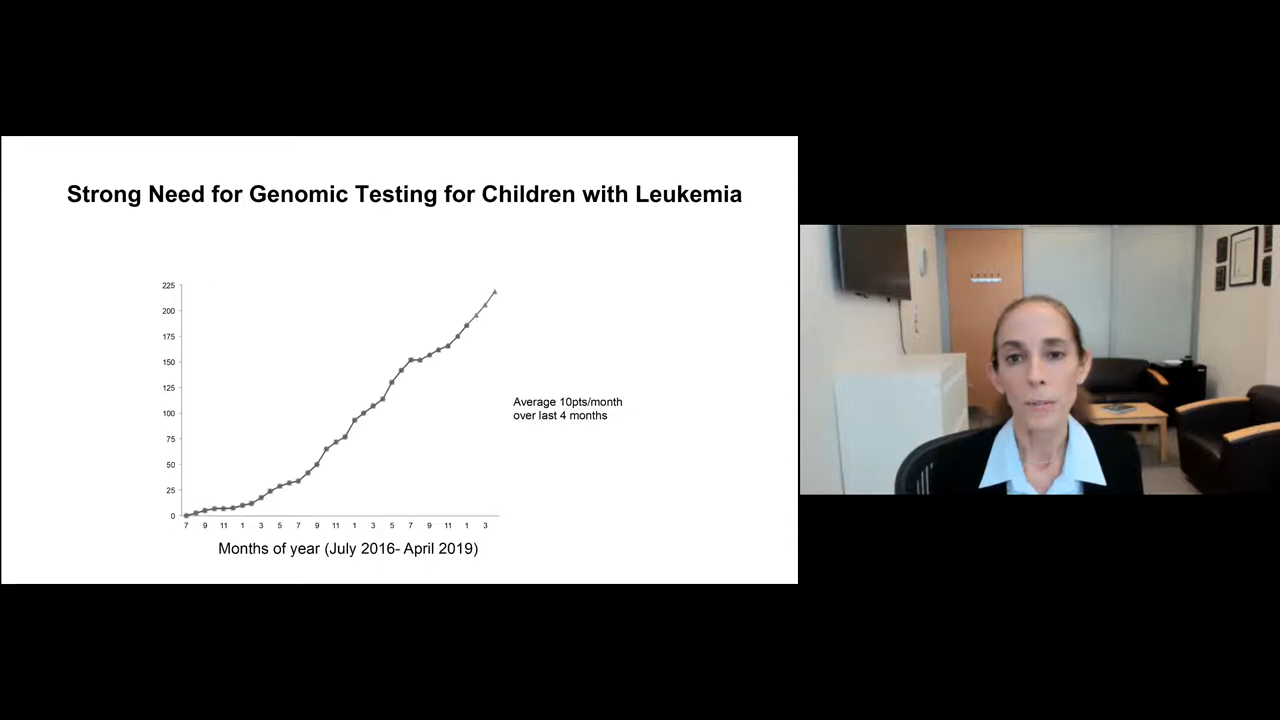 Strong Need for Genomic Testing for Children with Leukemia
225
200
175
150
125
100
75
50
25
0
7 9 11 1 3 5 7 9 11 1 3 5 7 9 11 1 3
Average 10pts/month
over last 4 months
Months of year (July 2016- April 2019)